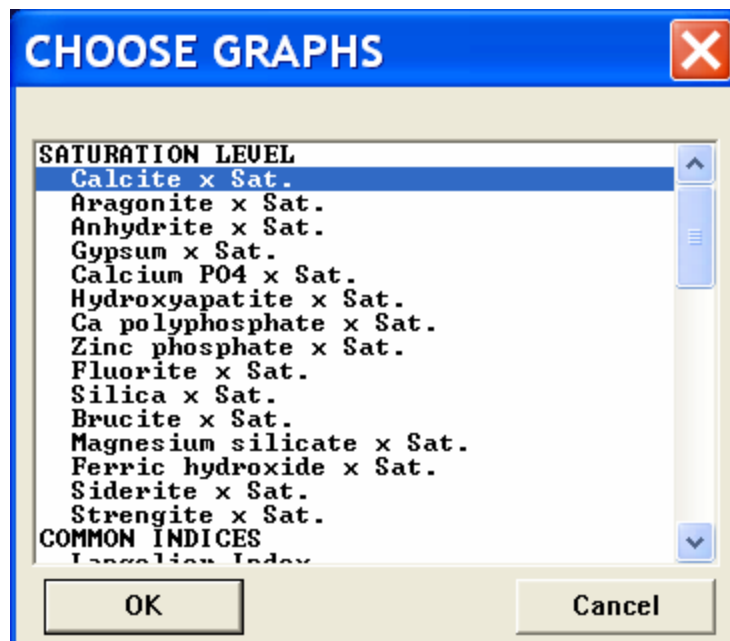 CHOOSE GRAPHS
SATURATION LEVEL
Calcite x Sat.
Aragonite x Sat.
Anhydrite x Sat.
Gypsum x Sat.
Calcium PO4 x Sat.
Hydroxyapatite x Sat.
Ca polyphosphate x Sat.
Zinc phosphate x Sat.
Fluorite x Sat.
Silica x Sat.
Brucite x Sat.
Magnesium silicate x Sat.
Ferric hydroxide x Sat.
Siderite x Sat.
Strengite x Sat.
COMMON INDICES
Langelier Index
OK
Cancel